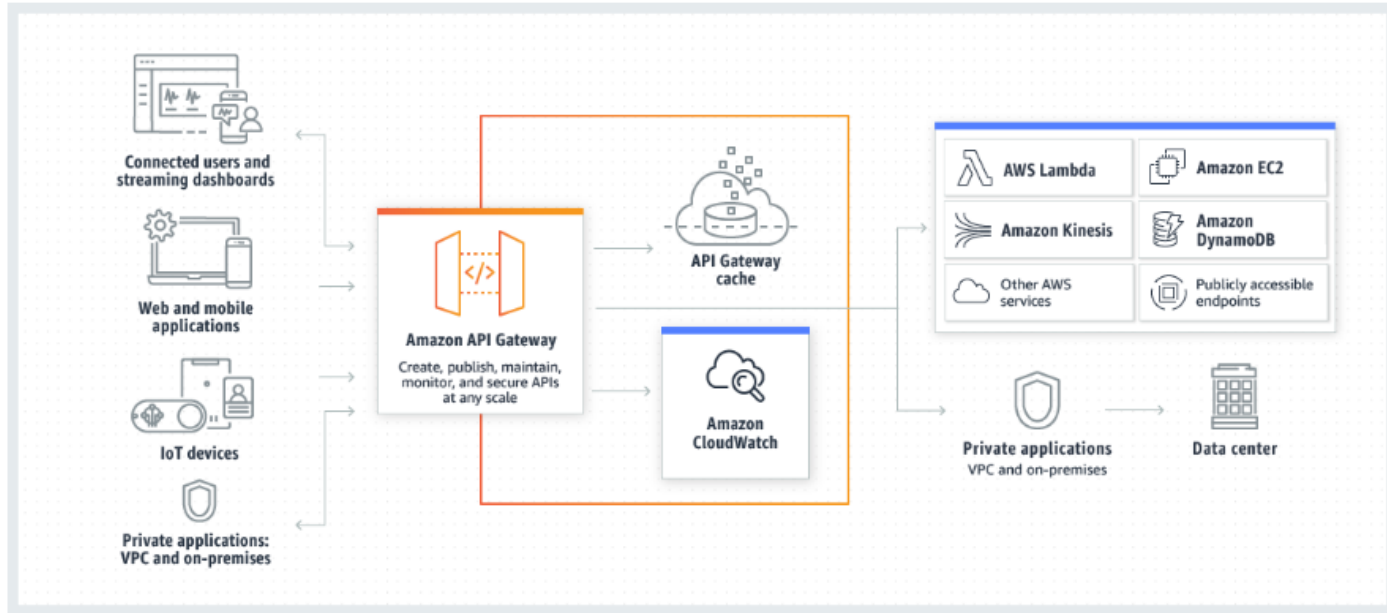 Connected users and
streaming dashboards
Web and mobile
applications
IoT devices
Private applications:
VPC and on-premises
</>
Amazon API Gateway
Create, publish, maintain,
monitor, and secure APIs
at any scale
API Gateway
cache
Amazon
CloudWatch
AWS Lambda
Amazon EC2
Amazon Kinesis
Amazon
DynamoDB
Other AWS
services
Publicly accessible
endpoints
Private applications
VPC and on-premises
Data center